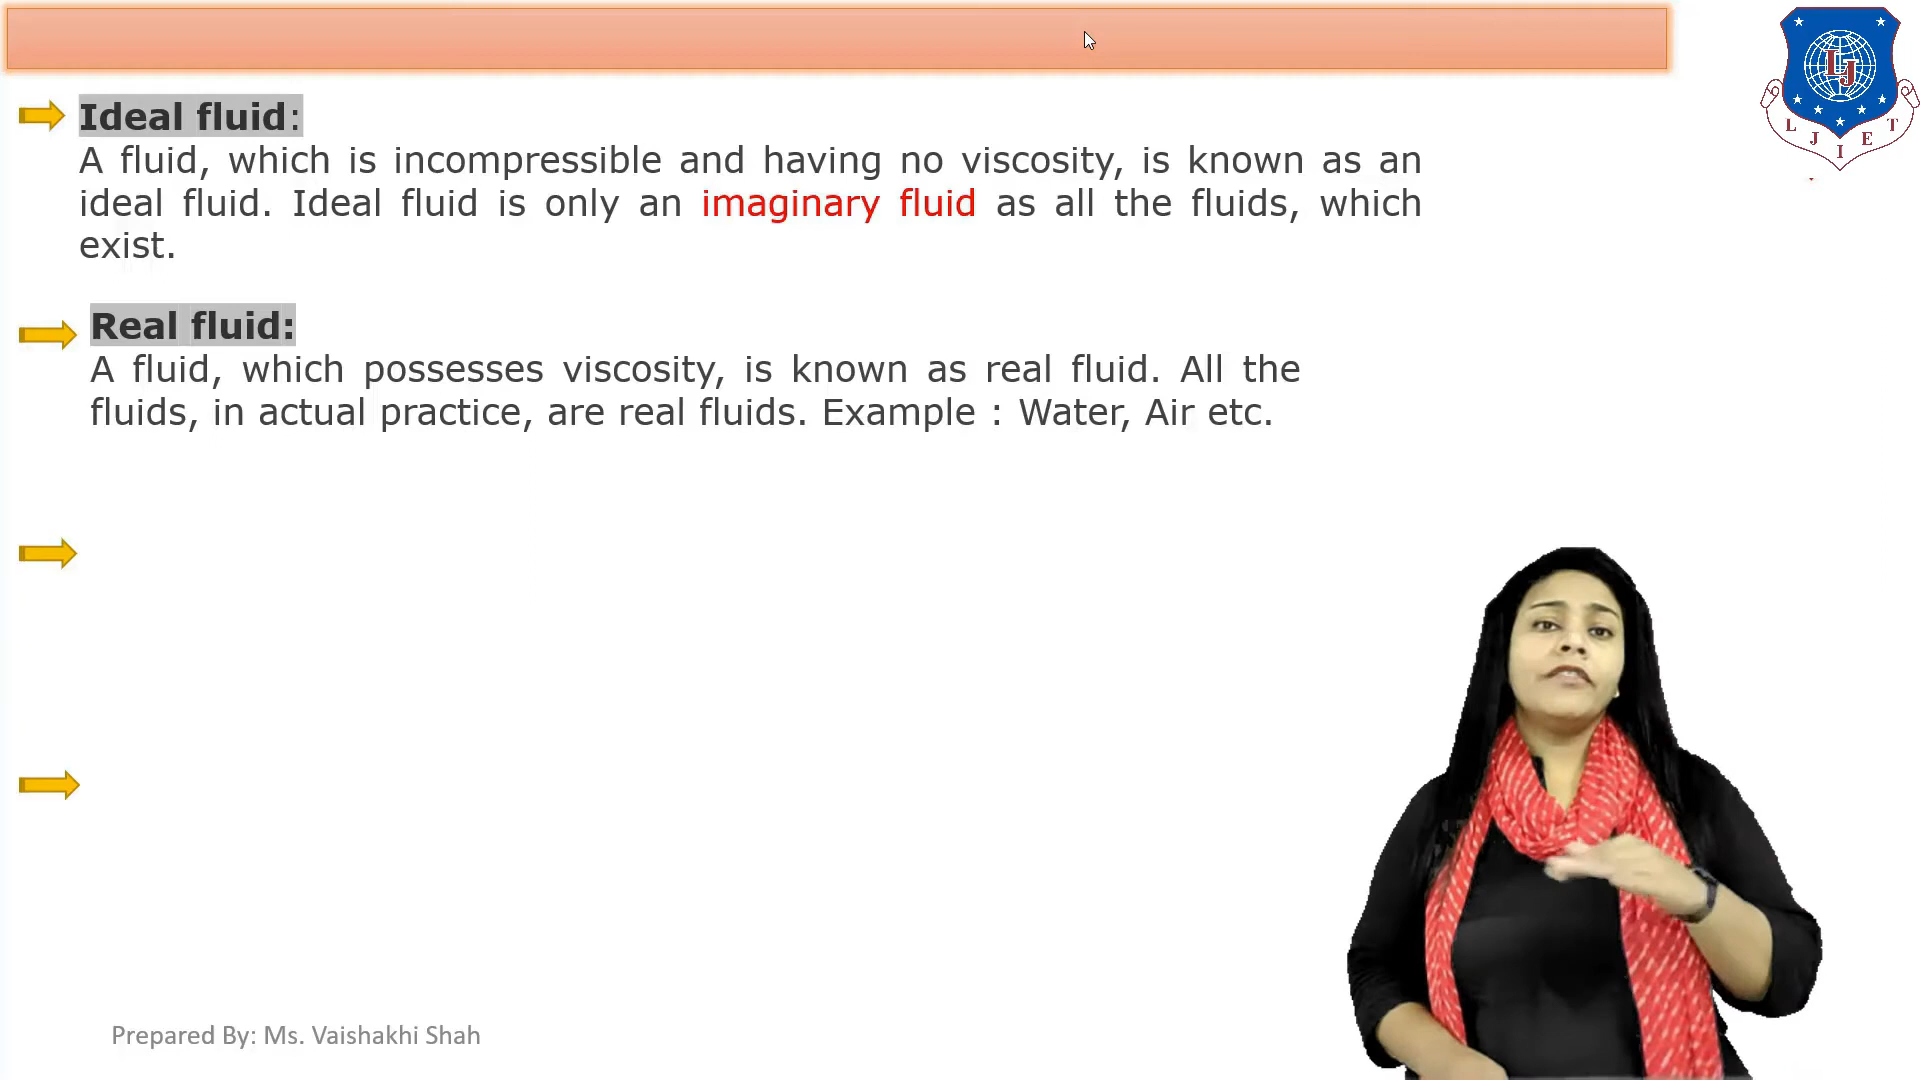 Ideal fluid:
A fluid, which is incompressible and having no viscosity, is known as an
ideal fluid. Ideal fluid is only an imaginary fluid as all the fluids, which
exist.
Real fluid:
A fluid, which possesses viscosity, is known as real fluid. All the
fluids, in actual practice, are real fluids. Example : Water, Air etc.
Prepared By: Ms. Vaishakhi Shah
LJ
L J I E T